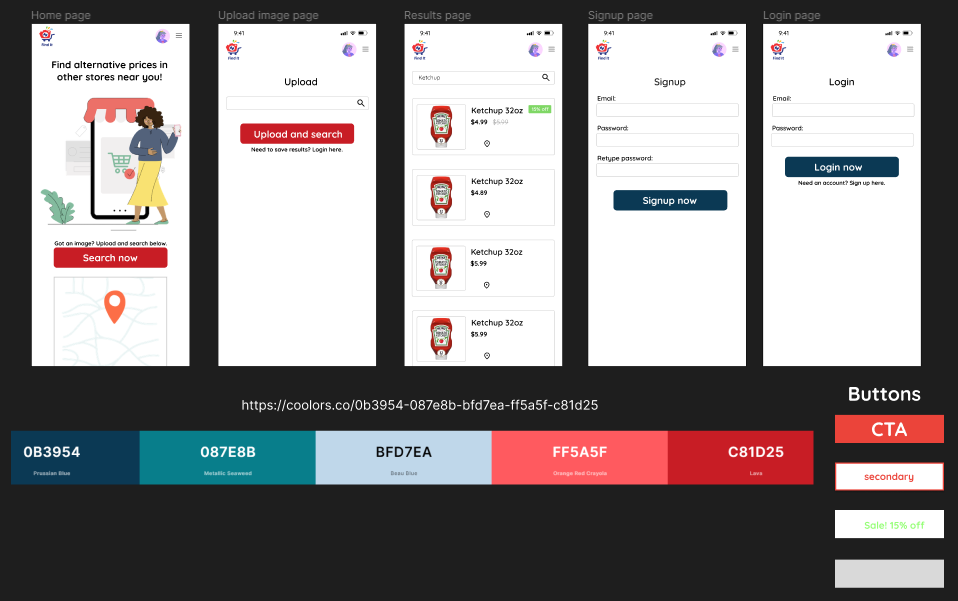 Home page
Find It
Find alternative prices in
other stores near you!
Got an image? Upload and search below.
Search now
Upload image page
9:41
Find It
Upload
Upload and search
Need to save results? Login here.
Results page
9:41
Find It
Ketchup
Ketchup 32oz
15% off
$4.99 $5.99
Ketchup 32oz
$4.89
Ketchup 32oz
$5.99
Ketchup 32oz
$5.99
HEINZ
TOMATO
KETCHUP
Signup page
9:41
Find It
Signup
Email:
Password:
Retype password:
Signup now
Login page
9:41
Find It
Login
Email:
Password:
Login now
Need an account? Sign up here.
https://coolors.co/0b3954-087e8b-bfd7ea-ff5a5f-c81d25
0B3954
Prussian Blue
087E8B
Metallic Seaweed
BFD7EA
Beau Blue
FF5A5F
Orange Red Crayola
C81D25
Lava
Buttons
CTA
secondary
Sale! 15% off